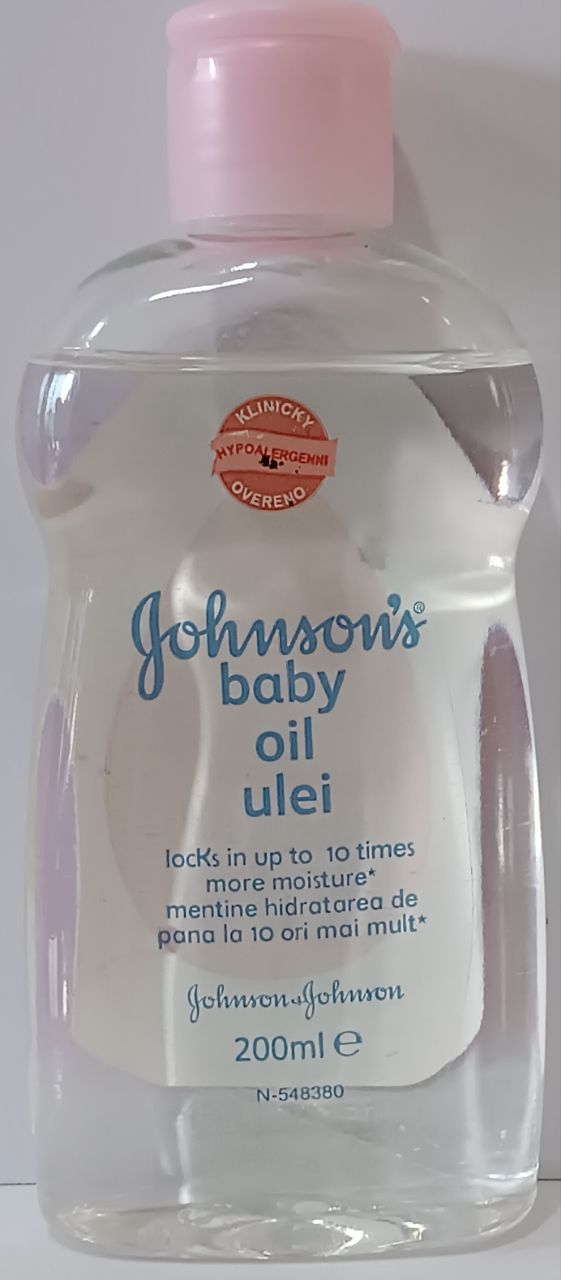 KLINICKY
HYPOALERGENNI
OVERENO
Johnson's®
baby
oil
ulei
locks in up to 10 times
more moisture*
mentine hidratarea de
pana la 10 ori mai mult*
Johnson & Johnson
200ml ℮
N-548380